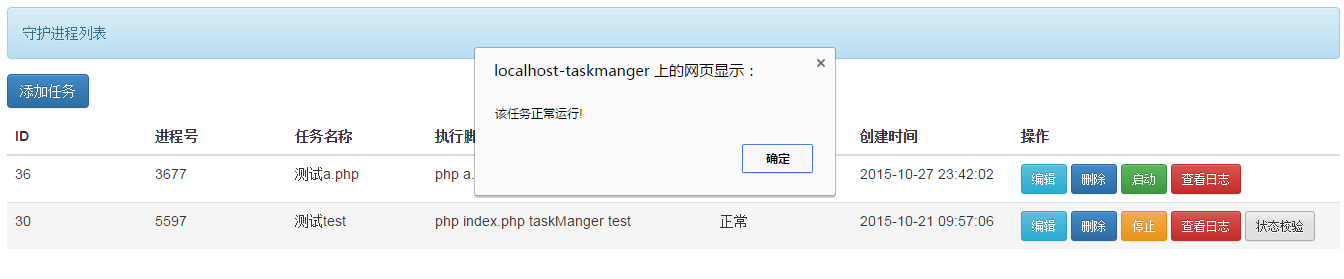 守护进程列表
localhost-taskmanger 上的网页显示：
×
该任务正常运行!
确定
添加任务
ID 进程号 任务名称 执行脚 创建时间 操作
36 3677 测试a.php php a. 2015-10-27 23:42:02 编辑 删除 启动 查看日志
30 5597 测试test php index.php taskManger test 正常 2015-10-21 09:57:06 编辑 删除 停止 查看日志 状态校验